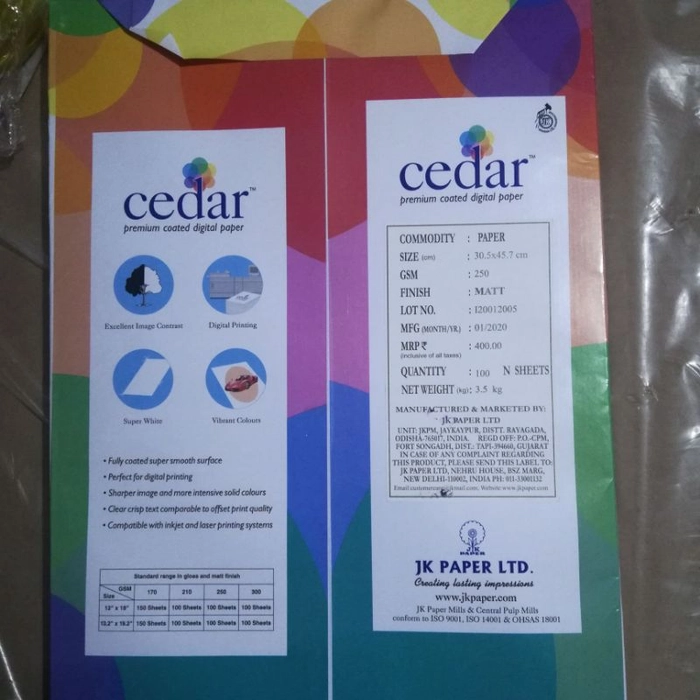 cedar™
premium coated digital paper
Excellent Image Contrast
Digital Printing
Super White
Vibrant Colours
• Fully coated super smooth surface
• Perfect for digital printing
• Sharper image and more intensive solid colours
• Clear crisp text comparable to offset print quality
• Compatible with inkjet and laser printing systems
Standard range in gloss and matt finish
GSM 170 210 250 300
Size
12" x 18" 150 Sheets 100 Sheets 100 Sheets 100 Sheets
13.2" x 19.2" 150 Sheets 100 Sheets 100 Sheets 100 Sheets
cedar™
premium coated digital paper
COMMODITY : PAPER
SIZE (cm) : 30.5x45.7 cm
GSM : 250
FINISH : MATT
LOT NO. : I20012005
MFG (MONTH/YR.) : 01/2020
MRP ₹ : 400.00
(inclusive of all taxes)
QUANTITY : 100 N SHEETS
NET WEIGHT (kg): 3.5 kg
MANUFACTURED & MARKETED BY:
JK PAPER LTD
UNIT: JKPM, JAYKAYPUR, DISTT. RAYAGADA,
ODISHA-765017, INDIA. REGD OFF: P.O.-CPM,
FORT SONGADH, DIST.: TAPI-394660, GUJARAT
IN CASE OF ANY COMPLAINT REGARDING
THIS PRODUCT, PLEASE SEND THIS LABEL TO:
JK PAPER LTD, NEHRU HOUSE, BSZ MARG,
NEW DELHI-110002, INDIA PH: 011-33001132
Website:www.jkpaper.com
JK
PAPER
JK PAPER LTD.
Creating lasting impressions
www.jkpaper.com
JK Paper Mills & Central Pulp Mills
conform to ISO 9001, ISO 14001 & OHSAS 18001